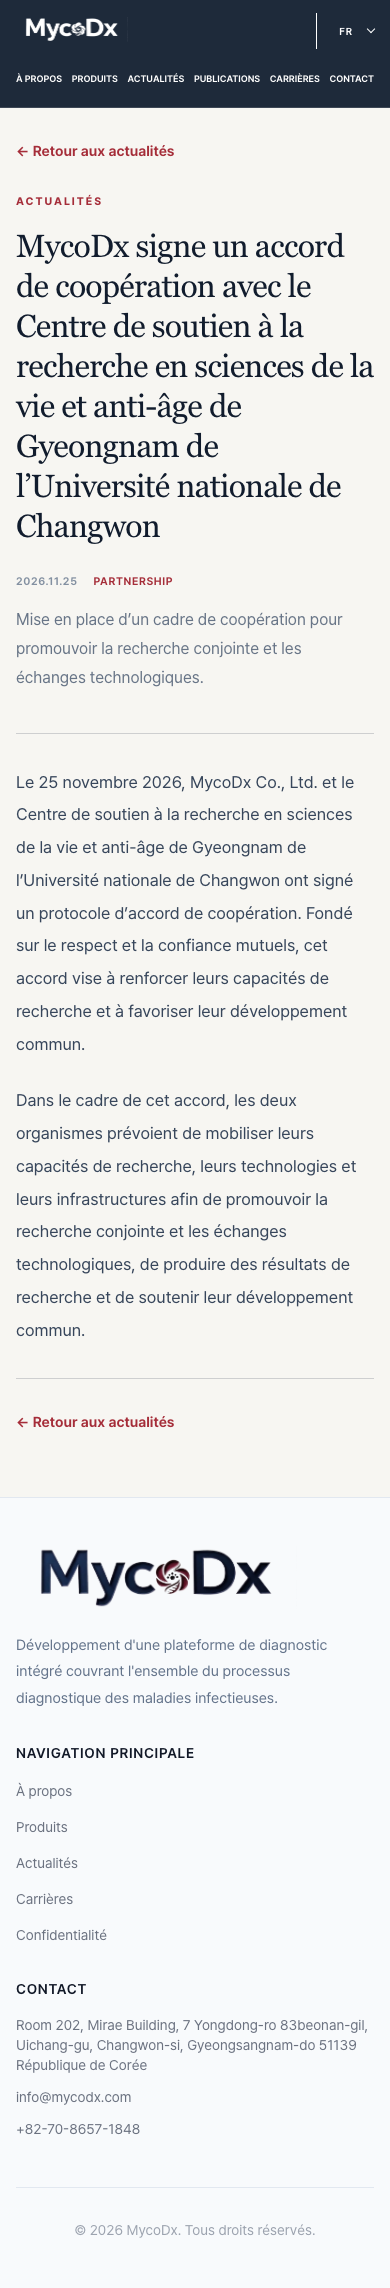 MycoDx
FR
À PROPOS PRODUITS ACTUALITÉS PUBLICATIONS CARRIÈRES CONTACT
← Retour aux actualités
ACTUALITÉS
MycoDx signe un accord
de coopération avec le
Centre de soutien à la
recherche en sciences de la
vie et anti-âge de
Gyeongnam de
l’Université nationale de
Changwon
2026.11.25 PARTNERSHIP
Mise en place d’un cadre de coopération pour
promouvoir la recherche conjointe et les
échanges technologiques.
Le 25 novembre 2026, MycoDx Co., Ltd. et le
Centre de soutien à la recherche en sciences
de la vie et anti-âge de Gyeongnam de
l’Université nationale de Changwon ont signé
un protocole d’accord de coopération. Fondé
sur le respect et la confiance mutuels, cet
accord vise à renforcer leurs capacités de
recherche et à favoriser leur développement
commun.
Dans le cadre de cet accord, les deux
organismes prévoient de mobiliser leurs
capacités de recherche, leurs technologies et
leurs infrastructures afin de promouvoir la
recherche conjointe et les échanges
technologiques, de produire des résultats de
recherche et de soutenir leur développement
commun.
← Retour aux actualités
MycoDx
Développement d'une plateforme de diagnostic
intégré couvrant l'ensemble du processus
diagnostique des maladies infectieuses.
NAVIGATION PRINCIPALE
À propos
Produits
Actualités
Carrières
Confidentialité
CONTACT
Room 202, Mirae Building, 7 Yongdong-ro 83beonan-gil,
Uichang-gu, Changwon-si, Gyeongsangnam-do 51139
République de Corée
info@mycodx.com
+82-70-8657-1848
© 2026 MycoDx. Tous droits réservés.